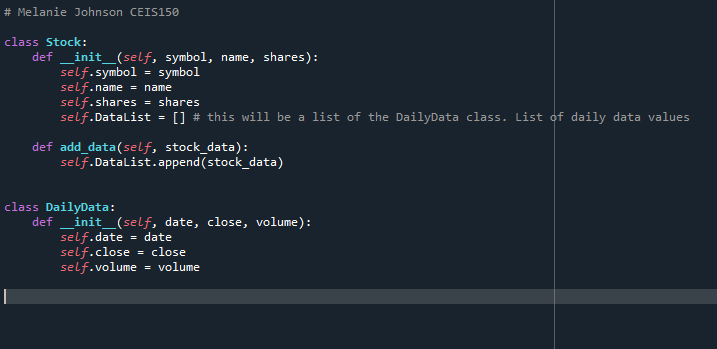 # Melanie Johnson CEIS150

class Stock:
    def __init__(self, symbol, name, shares):
        self.symbol = symbol
        self.name = name
        self.shares = shares
        self.DataList = [] # this will be a list of the DailyData class. List of daily data values

    def add_data(self, stock_data):
        self.DataList.append(stock_data)


class DailyData:
    def __init__(self, date, close, volume):
        self.date = date
        self.close = close
        self.volume = volume